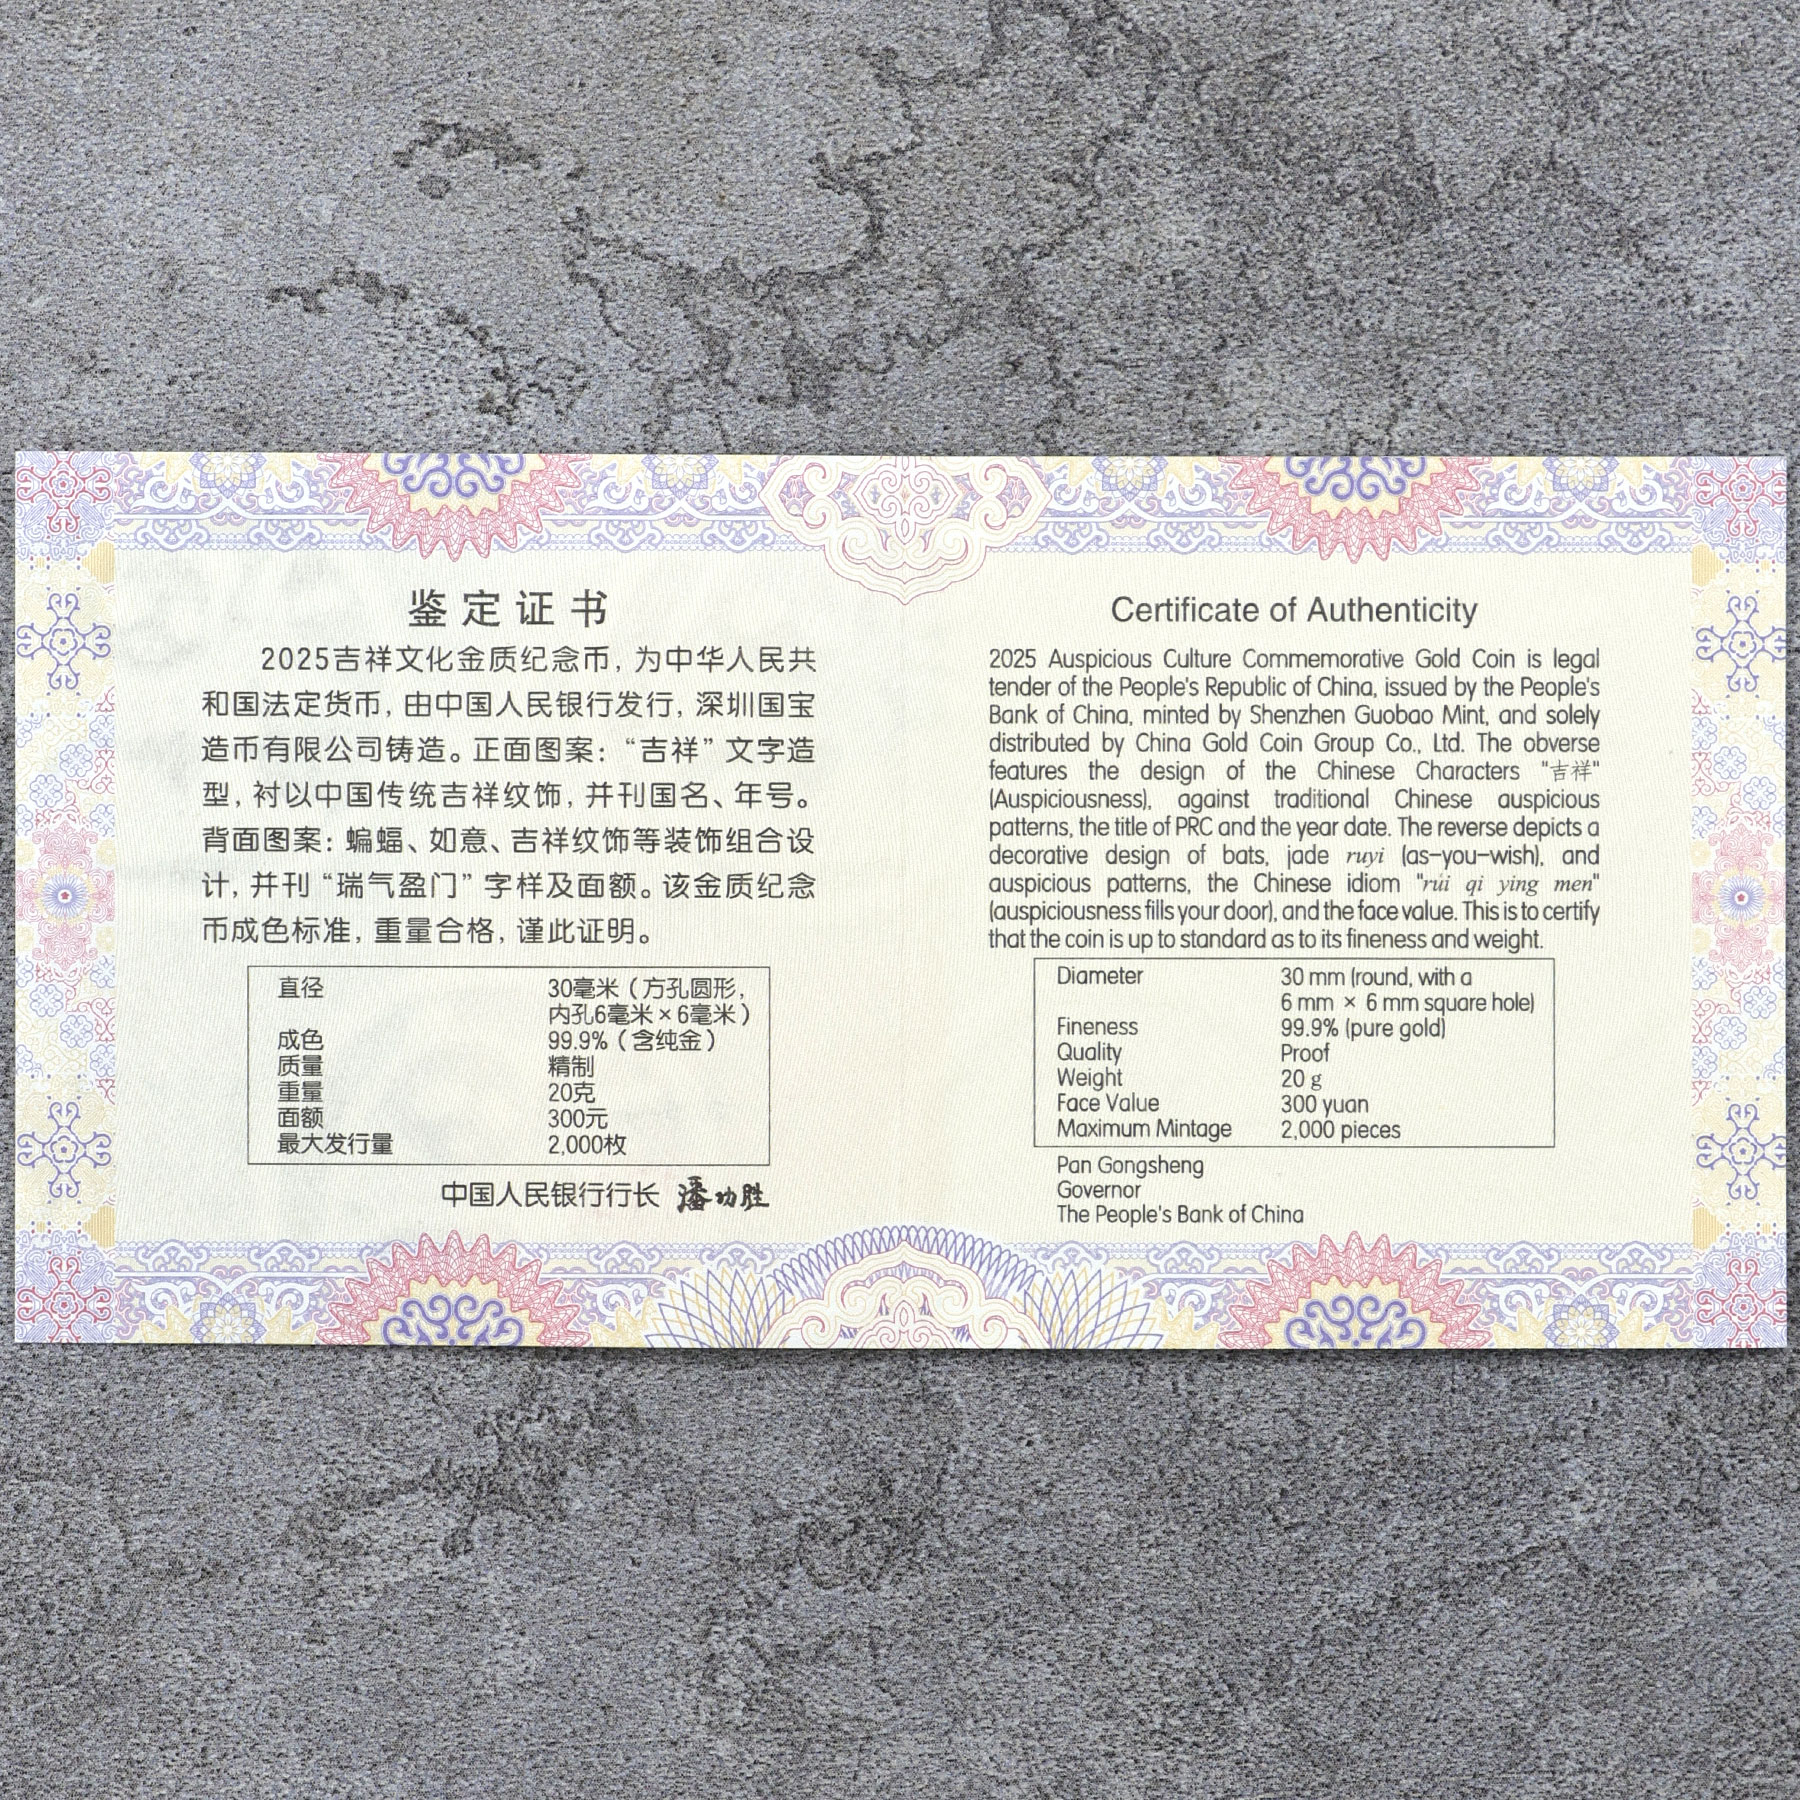 鉴定证书
2025吉祥文化金质纪念币，为中华人民共
和国法定货币，由中国人民银行发行，深圳国宝
造币有限公司铸造。正面图案：“吉祥”文字造
型，衬以中国传统吉祥纹饰，并刊国名、年号。
背面图案：蝙蝠、如意、吉祥纹饰等装饰组合设
计，并刊“瑞气盈门”字样及面额。该金质纪念
币成色标准，重量合格，谨此证明。
直径 30毫米（方孔圆形，
内孔6毫米×6毫米）
成色 99.9%（含纯金）
质量 精制
重量 20克
面额 300元
最大发行量 2,000枚
中国人民银行行长 潘功胜
Certificate of Authenticity
2025 Auspicious Culture Commemorative Gold Coin is legal
tender of the People's Republic of China, issued by the People's
Bank of China, minted by Shenzhen Guobao Mint, and solely
distributed by China Gold Coin Group Co., Ltd. The obverse
features the design of the Chinese Characters "吉祥"
(Auspiciousness), against traditional Chinese auspicious
patterns, the title of PRC and the year date. The reverse depicts a
decorative design of bats, jade ruyi (as-you-wish), and
auspicious patterns, the Chinese idiom "rui qi ying men"
(auspiciousness fills your door), and the face value. This is to certify
that the coin is up to standard as to its fineness and weight.
Diameter 30 mm (round, with a
6 mm × 6 mm square hole)
Fineness 99.9% (pure gold)
Quality Proof
Weight 20 g
Face Value 300 yuan
Maximum Mintage 2,000 pieces
Pan Gongsheng
Governor
The People's Bank of China